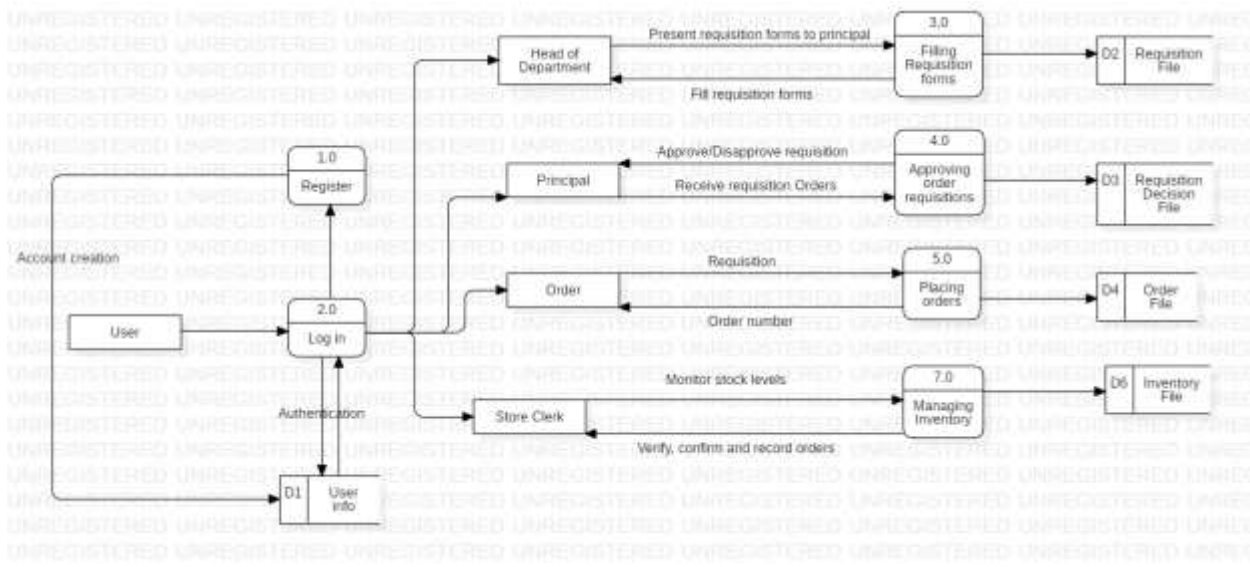 UNREGISTERED
Present requisition forms to principal
Head of
Department
Fill requisition forms
3.0
Filling
Requisition
forms
D2
Requisition
File
1.0
Register
Approve/Disapprove requisition
Principal
Receive requisition Orders
4.0
Approving
order
requisitions
D3
Requisition
Decision
File
Account creation
Requisition
Order
Order number
5.0
Placing
orders
D4
Order
File
User
2.0
Log in
Monitor stock levels
Store Clerk
Verify, confirm and record orders
7.0
Managing
Inventory
D6
Inventory
File
Authentication
D1
User
info